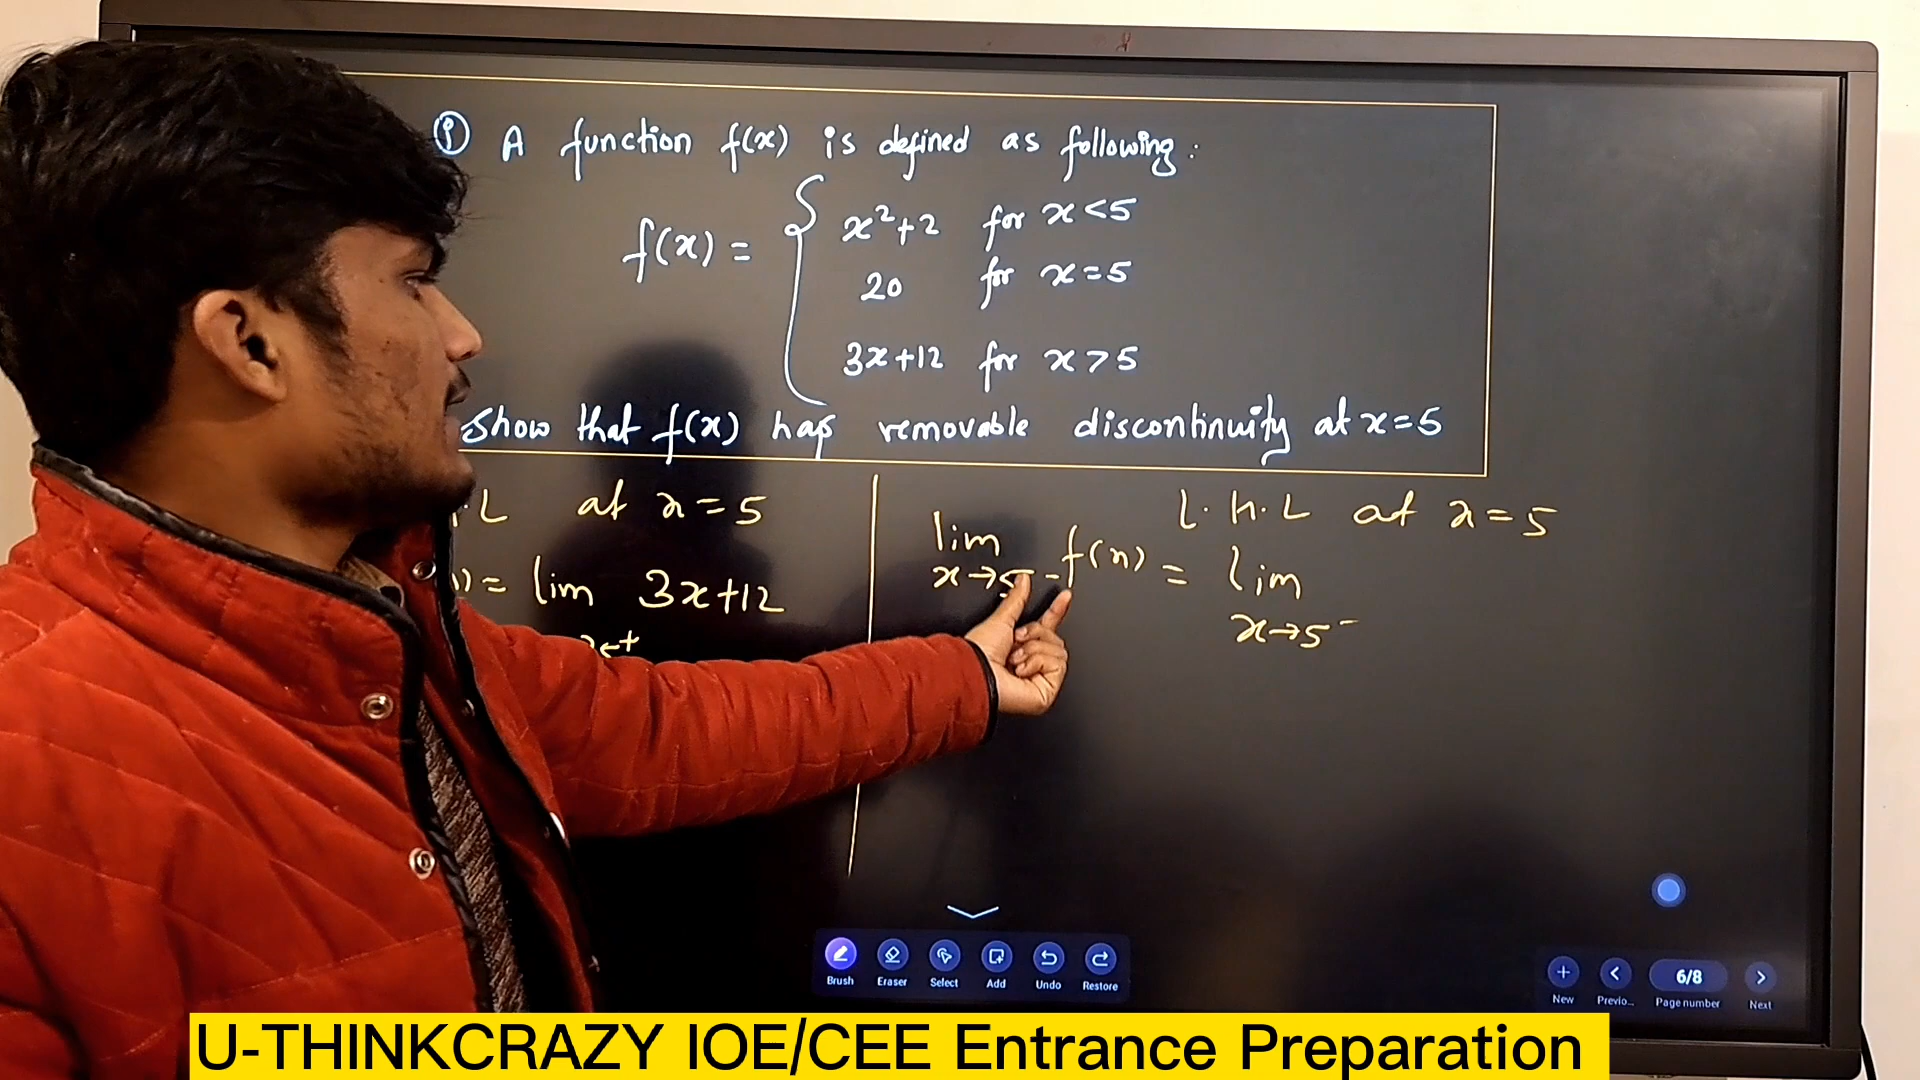 ① A function f(x) is defined as following:
f(x) = { x²+2 for x<5
20 for x=5
3x+12 for x>5
show that f(x) has removable discontinuity at x=5
.L at x=5
) = lim 3x+12
L.H.L at x=5
lim f(x) = lim
x→5- x→5-
Brush Eraser Select Add Undo Restore
New Previo... Page number Next
6/8
U-THINKCRAZY IOE/CEE Entrance Preparation